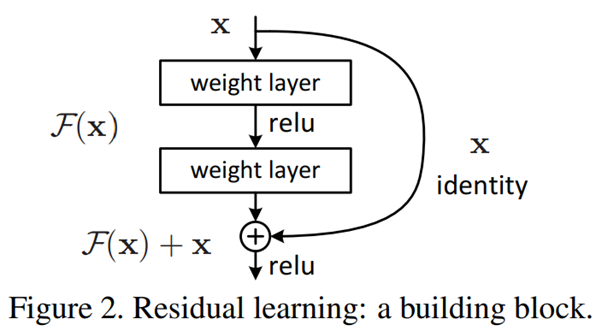 x
weight layer
F(x)
relu
x
weight layer
identity
F(x) + x
relu
Figure 2. Residual learning: a building block.